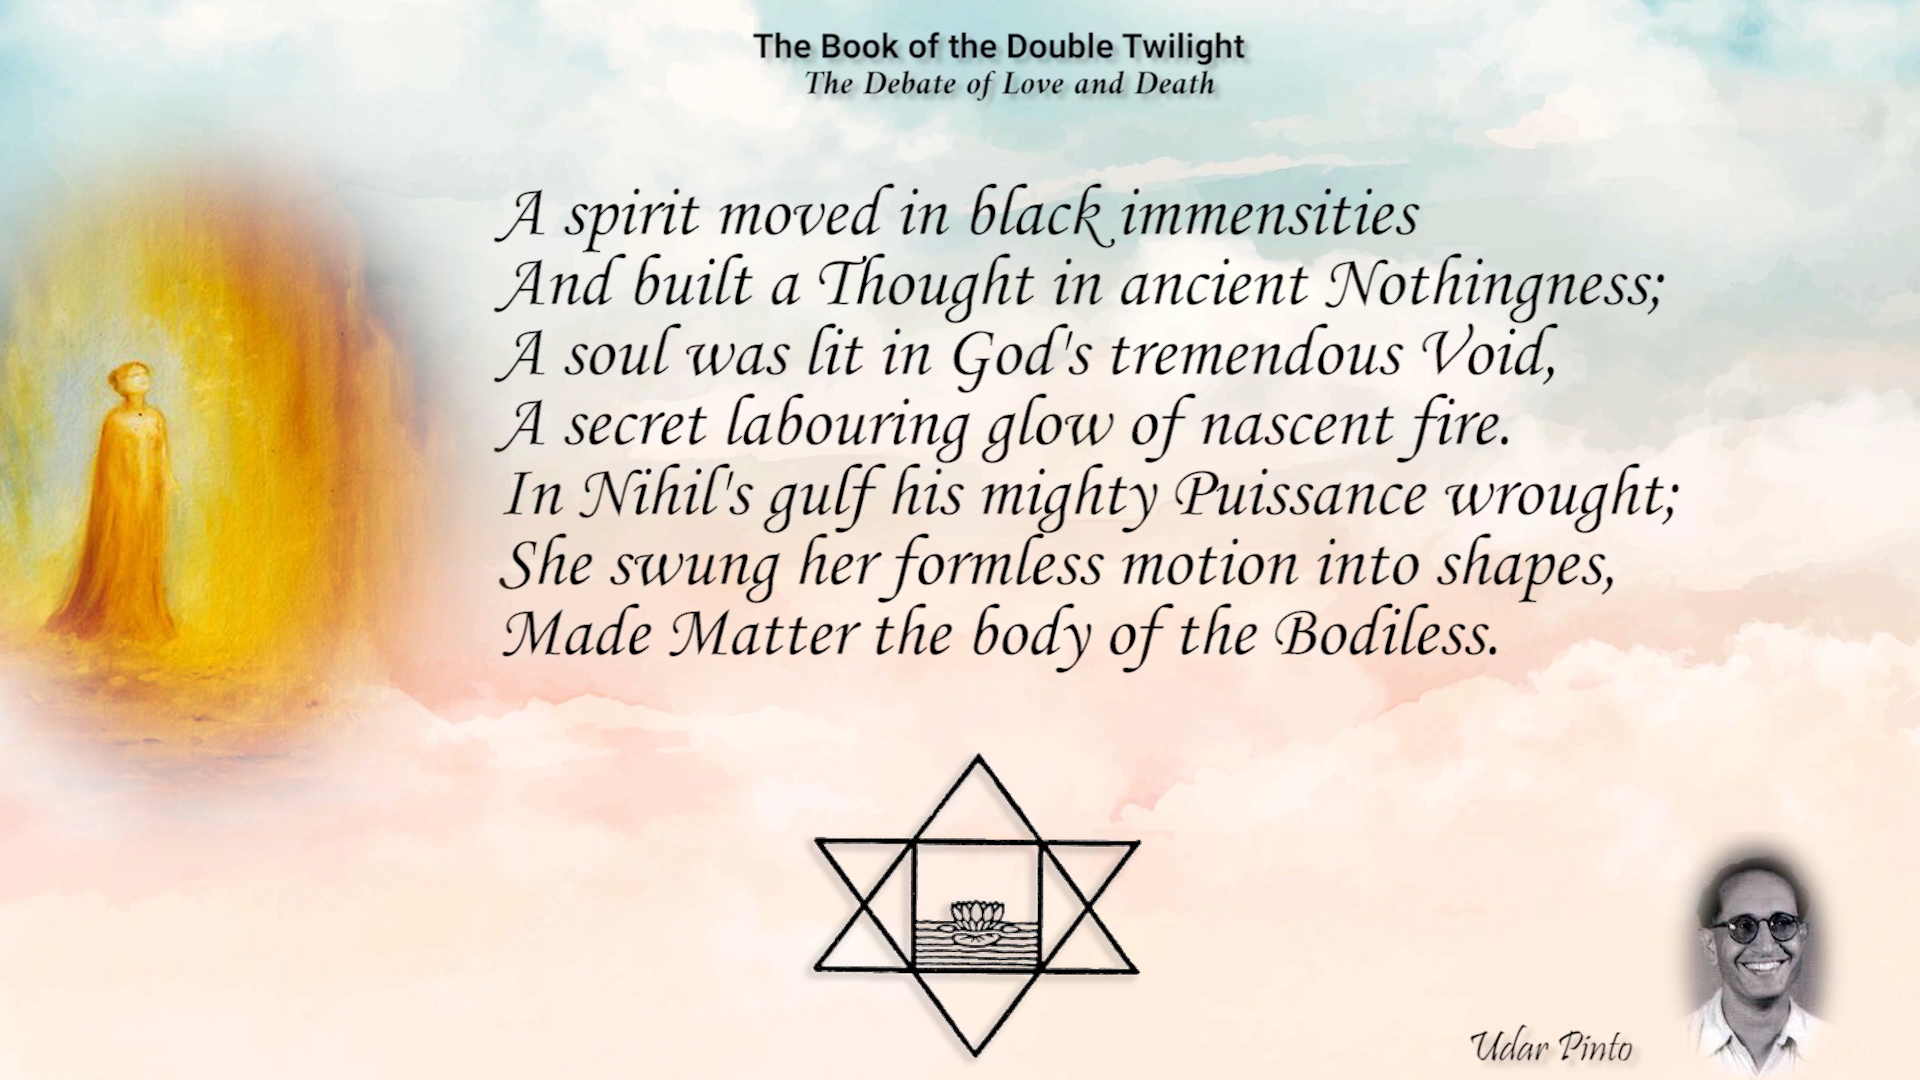 The Book of the Double Twilight
The Debate of Love and Death
A spirit moved in black immensities
And built a Thought in ancient Nothingness;
A soul was lit in God's tremendous Void,
A secret labouring glow of nascent fire.
In Nihil's gulf his mighty Puissance wrought;
She swung her formless motion into shapes,
Made Matter the body of the Bodiless.
Udar Pinto